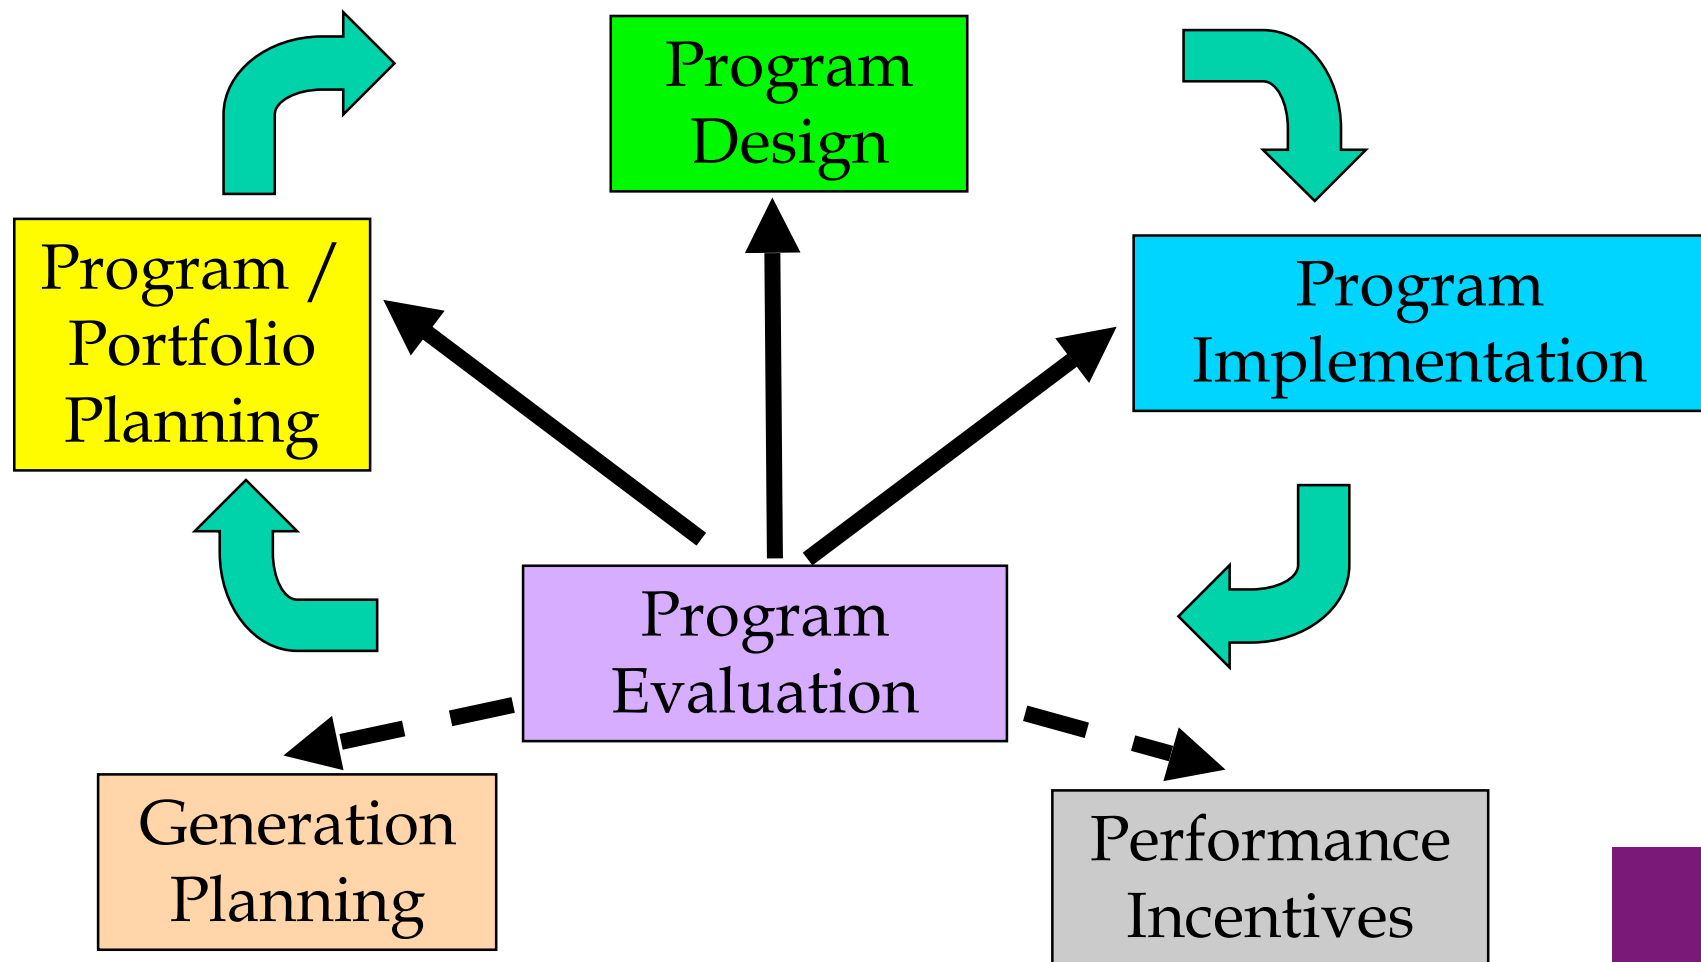 Program
Design
Program /
Portfolio
Planning
Program
Implementation
Program
Evaluation
Generation
Planning
Performance
Incentives